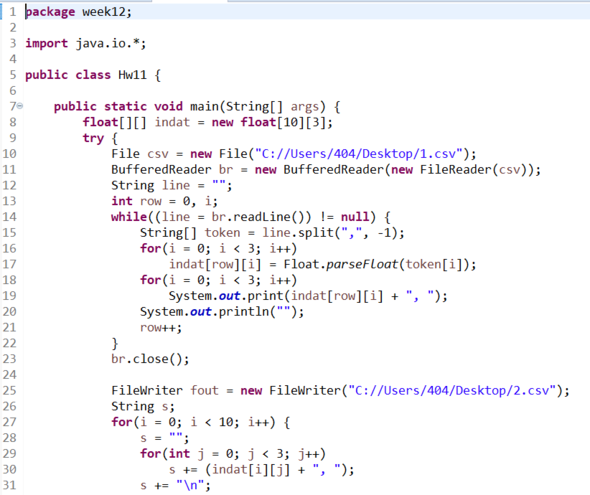 1 package week12;
2
3 import java.io.*;
4
5 public class Hw11 {
6
7 public static void main(String[] args) {
8 float[][] indat = new float[10][3];
9 try {
10 File csv = new File("C://Users/404/Desktop/1.csv");
11 BufferedReader br = new BufferedReader(new FileReader(csv));
12 String line = "";
13 int row = 0, i;
14 while((line = br.readLine()) != null) {
15 String[] token = line.split(",", -1);
16 for(i = 0; i < 3; i++)
17 indat[row][i] = Float.parseFloat(token[i]);
18 for(i = 0; i < 3; i++)
19 System.out.print(indat[row][i] + ", ");
20 System.out.println("");
21 row++;
22 }
23 br.close();
24
25 FileWriter fout = new FileWriter("C://Users/404/Desktop/2.csv");
26 String s;
27 for(i = 0; i < 10; i++) {
28 s = "";
29 for(int j = 0; j < 3; j++)
30 s += (indat[i][j] + ", ");
31 s += "\n";